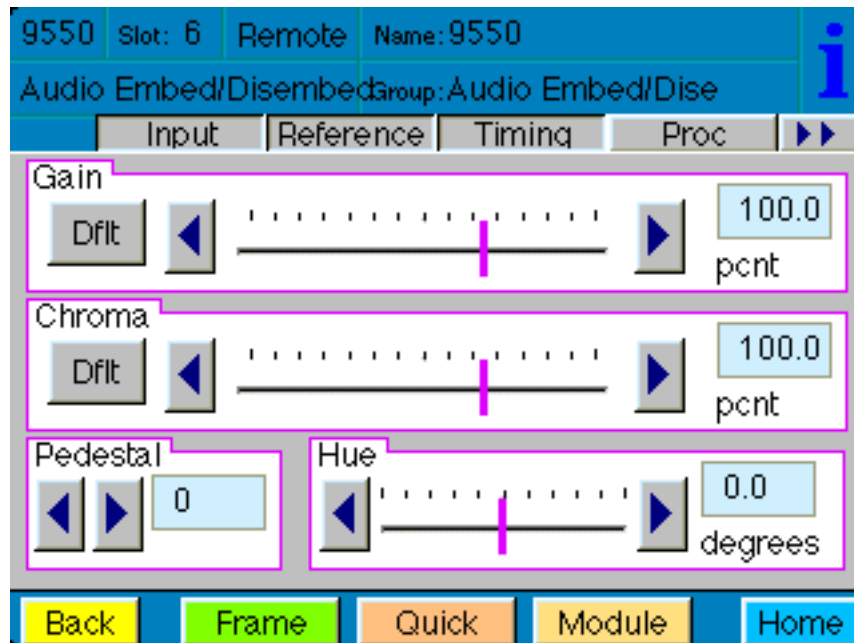 9550 Slot: 6 Remote Name: 9550
Audio Embed/Disembed Group: Audio Embed/Dise
Input Reference Timing Proc
Gain
Dflt 100.0
pcnt
Chroma
Dflt 100.0
pcnt
Pedestal Hue
0 0.0
degrees
Back Frame Quick Module Home